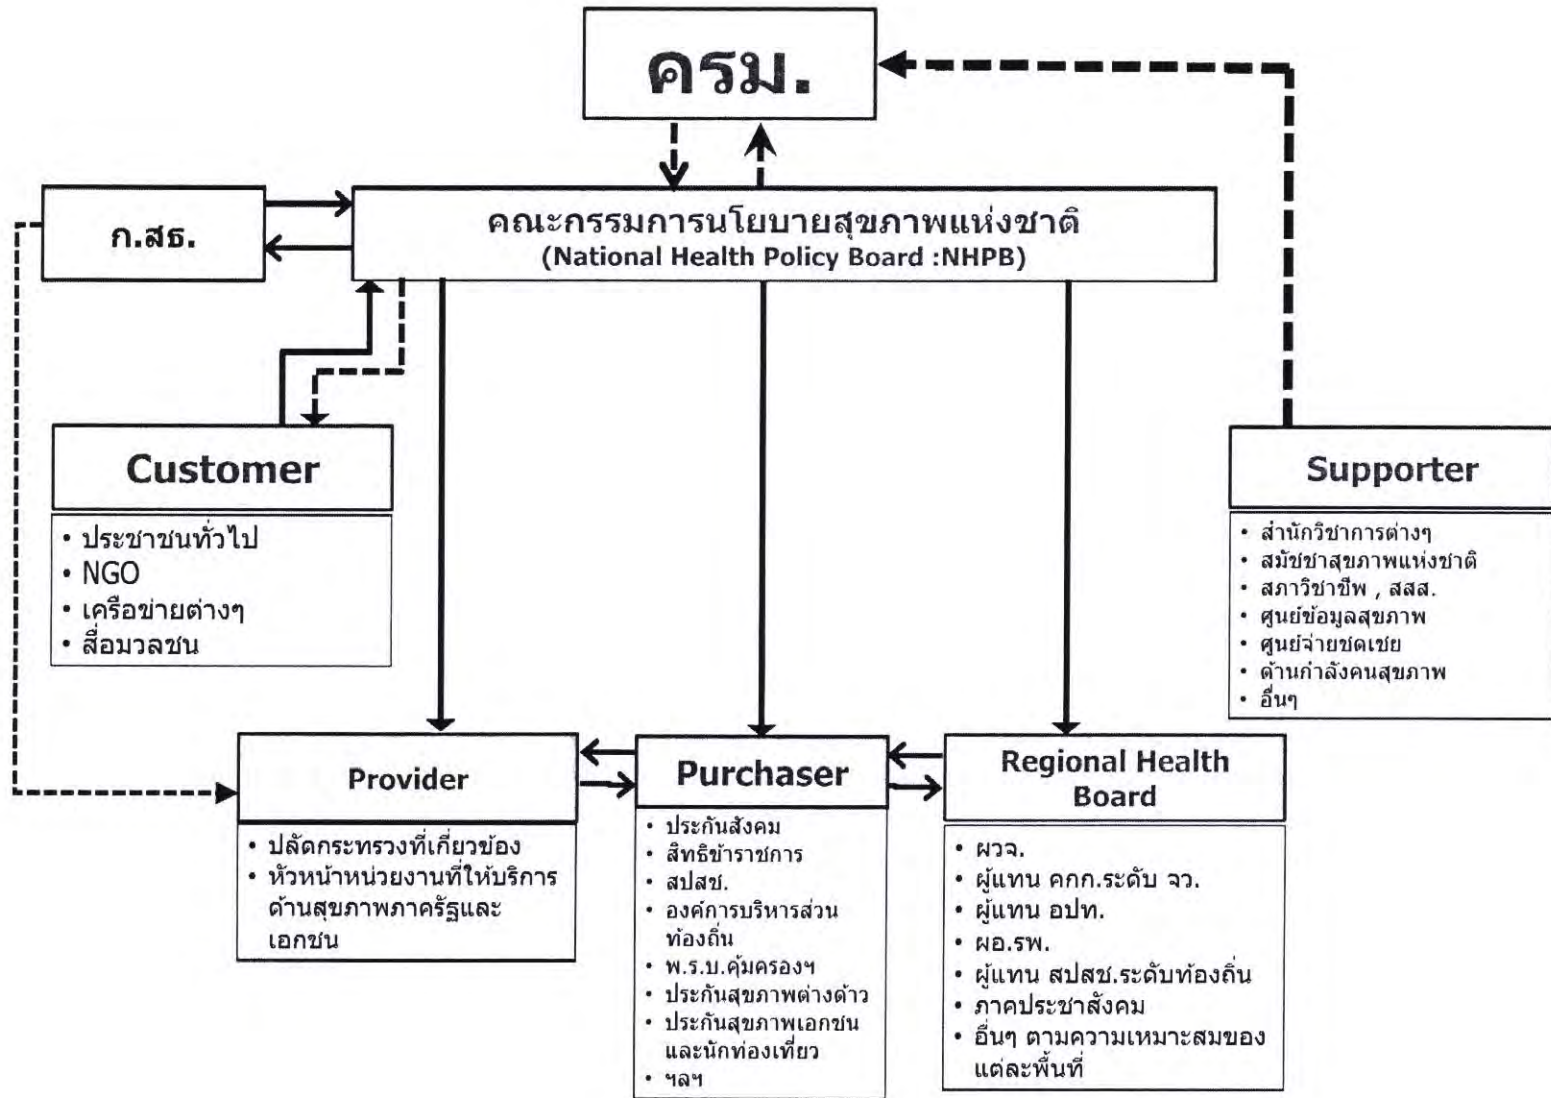 ครม.
ก.สธ.
คณะกรรมการนโยบายสุขภาพแห่งชาติ
(National Health Policy Board :NHPB)
Customer
• ประชาชนทั่วไป
• NGO
• เครือข่ายต่างๆ
• สื่อมวลชน
Supporter
• สำนักวิชาการต่างๆ
• สมัชชาสุขภาพแห่งชาติ
• สภาวิชาชีพ , สสส.
• ศูนย์ข้อมูลสุขภาพ
• ศูนย์จ่ายชดเชย
• ด้านกำลังคนสุขภาพ
• อื่นๆ
Provider
• ปลัดกระทรวงที่เกี่ยวข้อง
• หัวหน้าหน่วยงานที่ให้บริการ
ด้านสุขภาพภาครัฐและ
เอกชน
Purchaser
• ประกันสังคม
• สิทธิข้าราชการ
• สปสช.
• องค์การบริหารส่วน
ท้องถิ่น
• พ.ร.บ.คุ้มครองฯ
• ประกันสุขภาพต่างด้าว
• ประกันสุขภาพเอกชน
และนักท่องเที่ยว
• ฯลฯ
Regional Health
Board
• ผวจ.
• ผู้แทน คกก.ระดับ จว.
• ผู้แทน อปท.
• ผอ.รพ.
• ผู้แทน สปสช.ระดับท้องถิ่น
• ภาคประชาสังคม
• อื่นๆ ตามความเหมาะสมของ
แต่ละพื้นที่